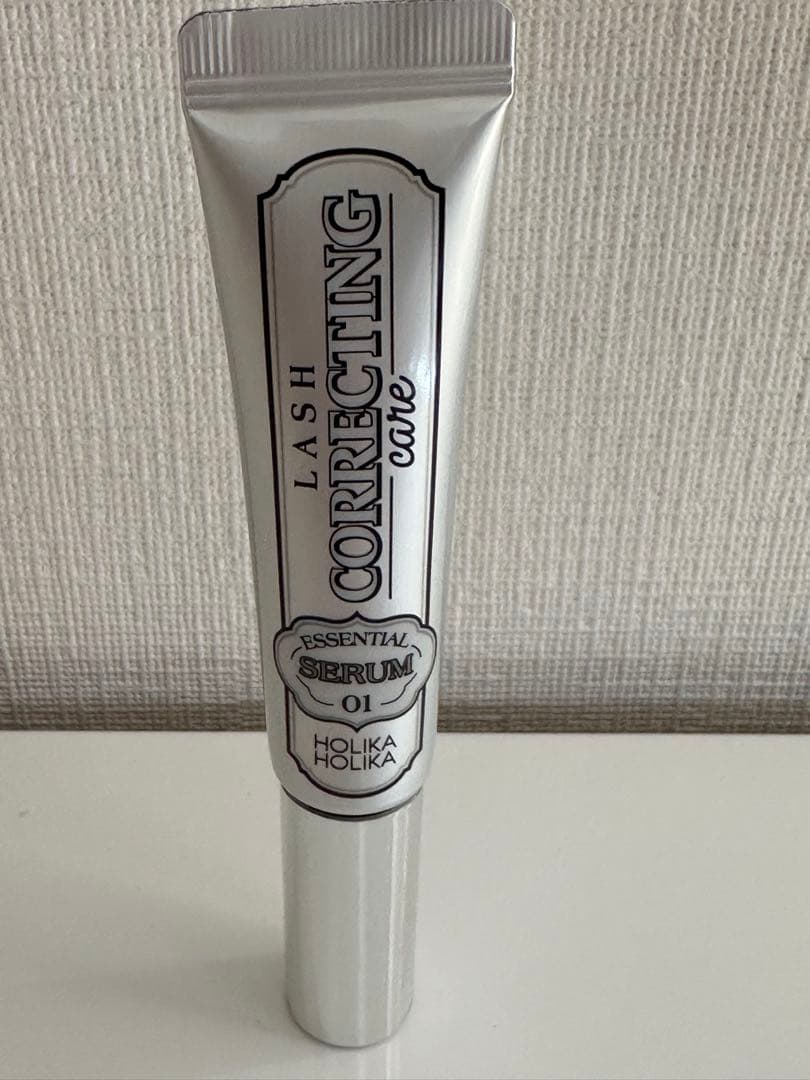 LASH
CORRECTING
care
ESSENTIAL
SERUM
01
HOLIKA
HOLIKA